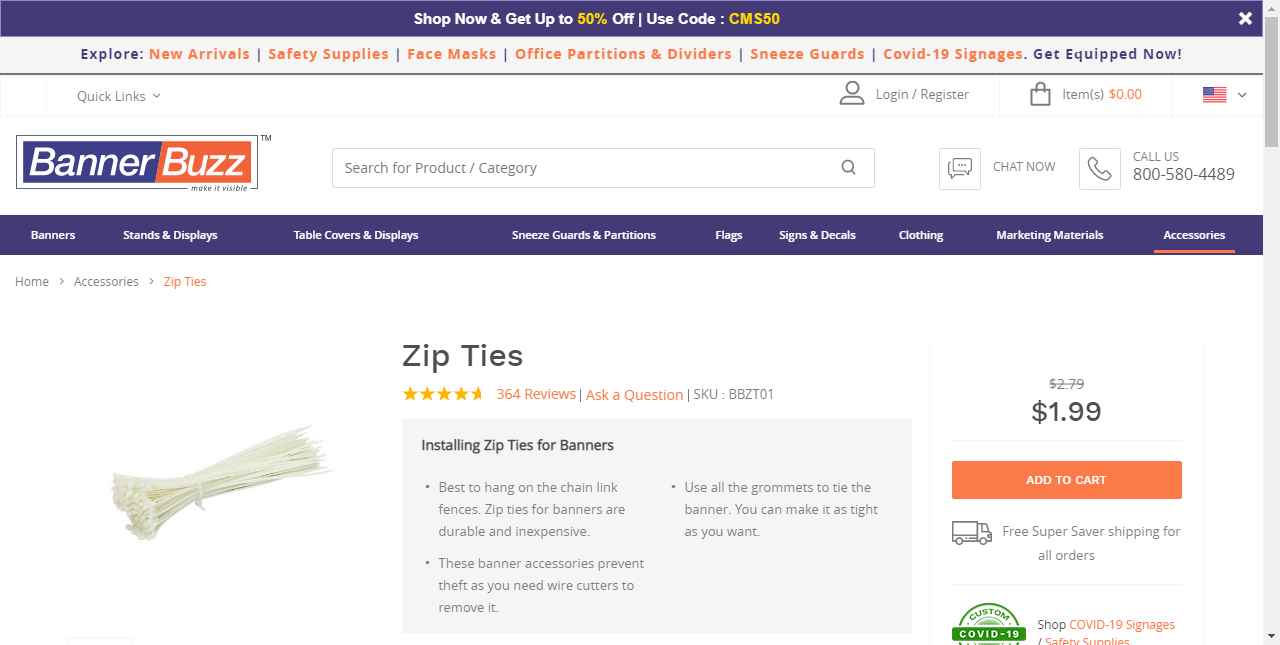 Shop Now & Get Up to 50% Off | Use Code : CMS50
Explore: New Arrivals | Safety Supplies | Face Masks | Office Partitions & Dividers | Sneeze Guards | Covid-19 Signages. Get Equipped Now!
Quick Links
Login / Register
Item(s) $0.00
Banner Buzz ™
make it visible
Search for Product / Category
CHAT NOW
CALL US
800-580-4489
Banners Stands & Displays Table Covers & Displays Sneeze Guards & Partitions Flags Signs & Decals Clothing Marketing Materials Accessories
Home > Accessories > Zip Ties
Zip Ties
364 Reviews | Ask a Question | SKU : BBZT01
Installing Zip Ties for Banners
• Best to hang on the chain link
fences. Zip ties for banners are
durable and inexpensive.
• These banner accessories prevent
theft as you need wire cutters to
remove it.
• Use all the grommets to tie the
banner. You can make it as tight
as you want.
$2.79
$1.99
ADD TO CART
Free Super Saver shipping for
all orders
CUSTOM
COVID-19
Shop COVID-19 Signages
/ Safety Supplies